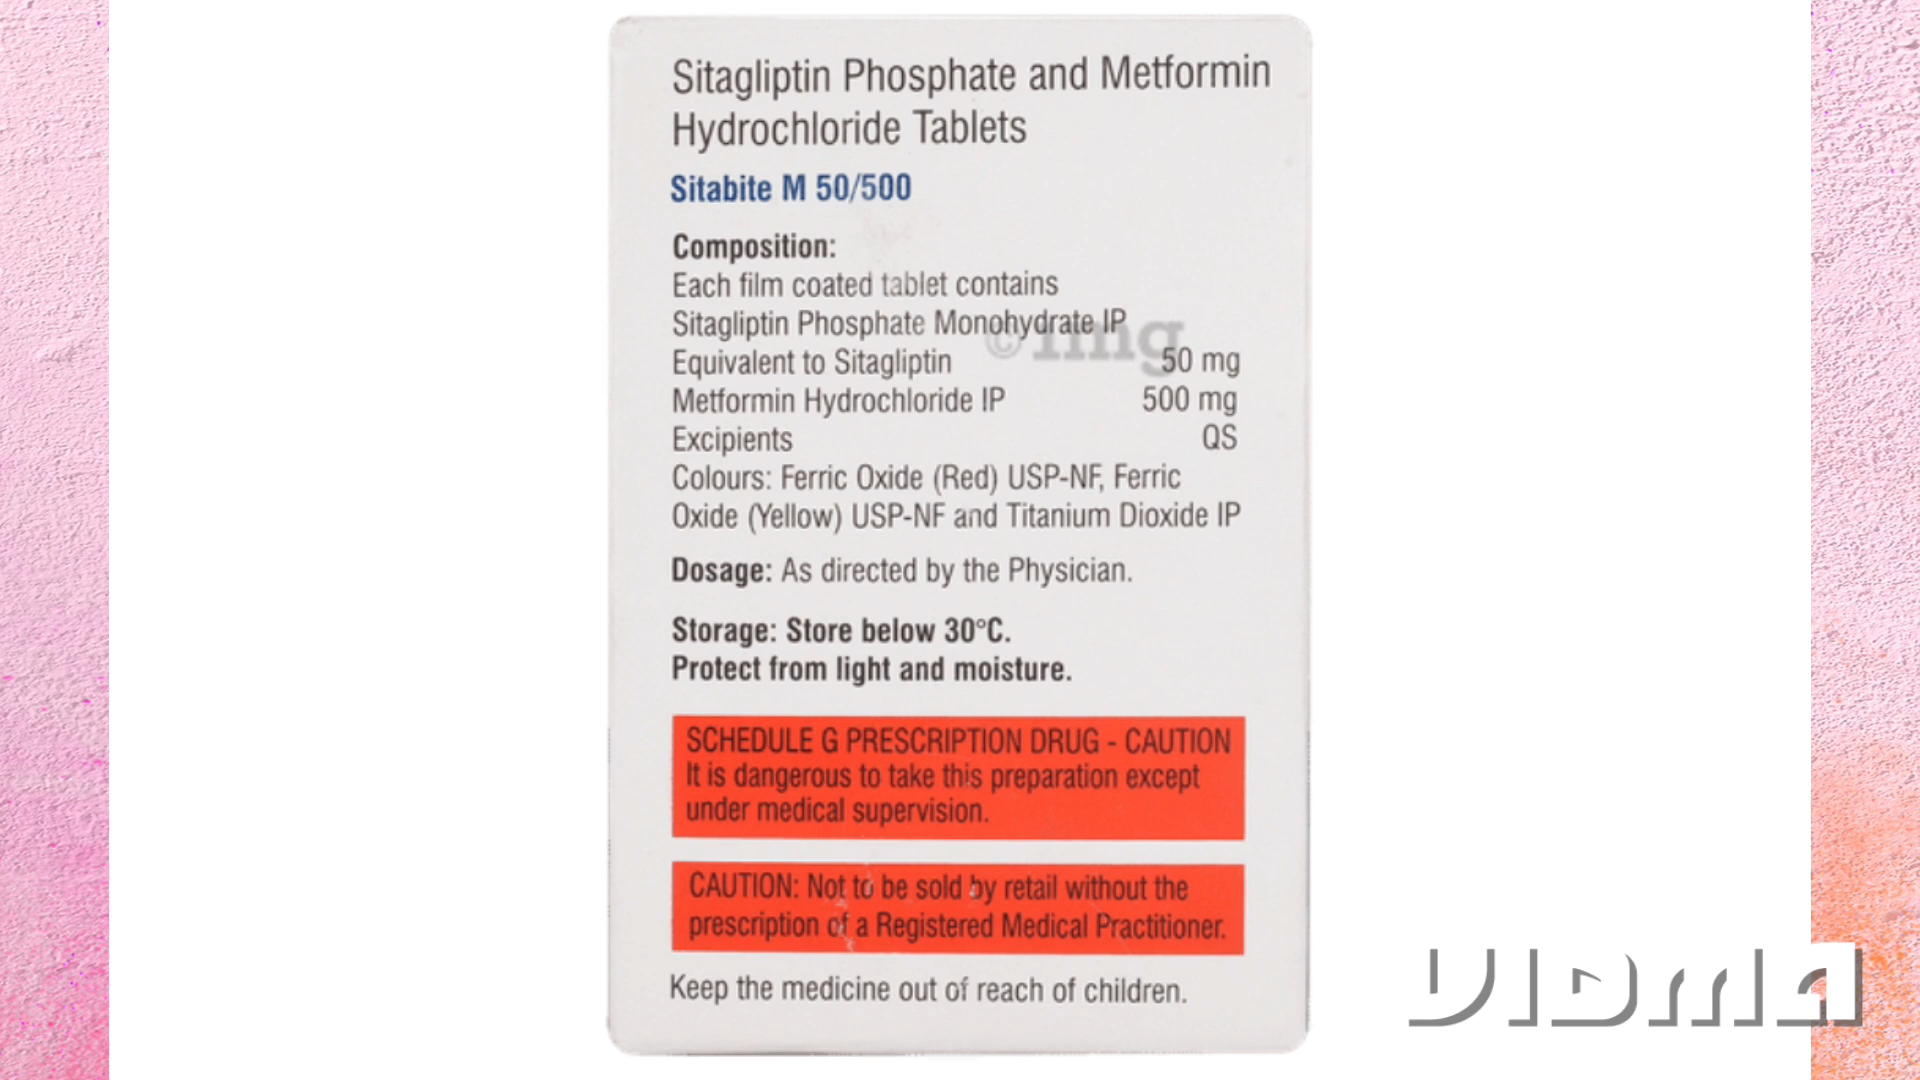 Sitagliptin Phosphate and Metformin
Hydrochloride Tablets
Sitabite M 50/500
Composition:
Each film coated tablet contains
Sitagliptin Phosphate Monohydrate IP
©1mg
Equivalent to Sitagliptin 50 mg
Metformin Hydrochloride IP 500 mg
Excipients QS
Colours: Ferric Oxide (Red) USP-NF, Ferric
Oxide (Yellow) USP-NF and Titanium Dioxide IP
Dosage: As directed by the Physician.
Storage: Store below 30°C.
Protect from light and moisture.
SCHEDULE G PRESCRIPTION DRUG - CAUTION
It is dangerous to take this preparation except
under medical supervision.
CAUTION: Not to be sold by retail without the
prescription of a Registered Medical Practitioner.
Keep the medicine out of reach of children.
VIDMA